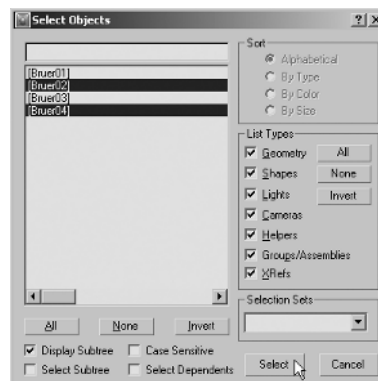 Select Objects
[Bruer01]
[Bruer02]
[Bruer03]
[Bruer04]
All None Invert
Display Subtree Case Sensitive
Select Subtree Select Dependents
Sort
Alphabetical
By Type
By Color
By Size
List Types
Geometry All
Shapes None
Lights Invert
Cameras
Helpers
Groups/Assemblies
XRefs
Selection Sets
Select Cancel